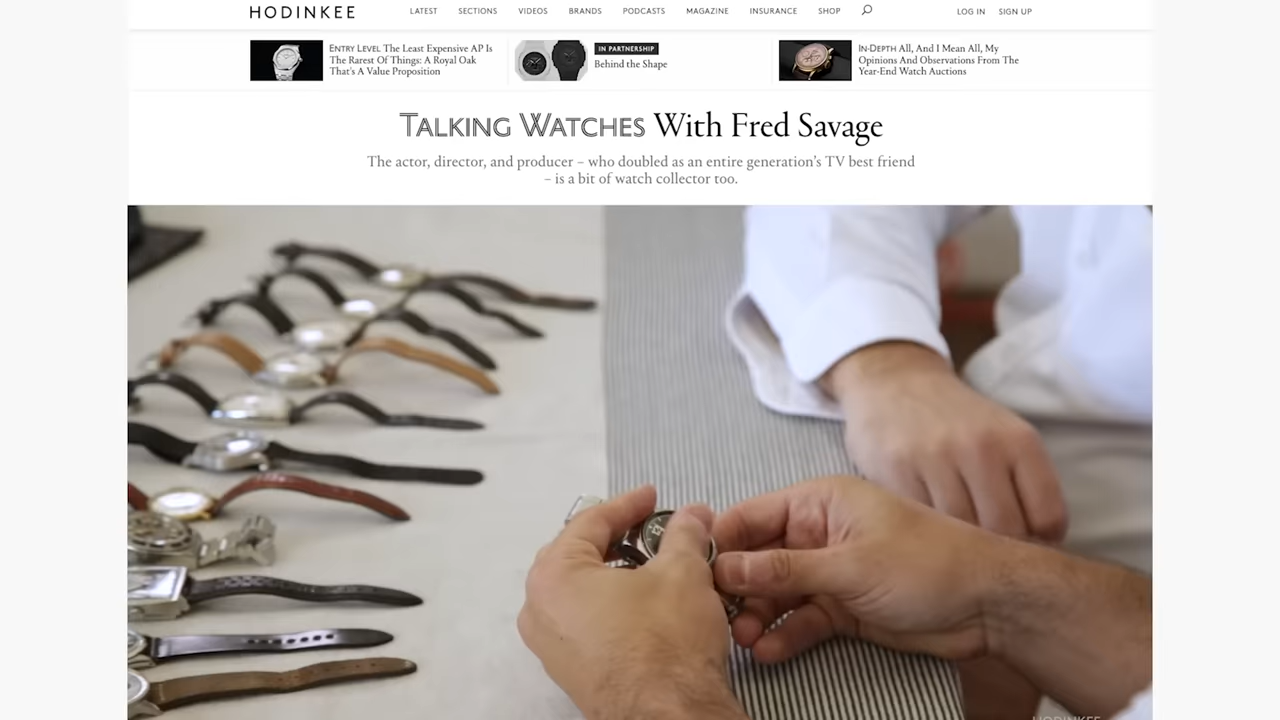 HODINKEE
LATEST SECTIONS VIDEOS BRANDS PODCASTS MAGAZINE INSURANCE SHOP
LOG IN SIGN UP
ENTRY LEVEL The Least Expensive AP Is
The Rarest Of Things: A Royal Oak
That's A Value Proposition
IN PARTNERSHIP
Behind the Shape
IN-DEPTH All, And I Mean All, My
Opinions And Observations From The
Year-End Watch Auctions
TALKING WATCHES With Fred Savage
The actor, director, and producer – who doubled as an entire generation's TV best friend
– is a bit of watch collector too.
HODINKEE